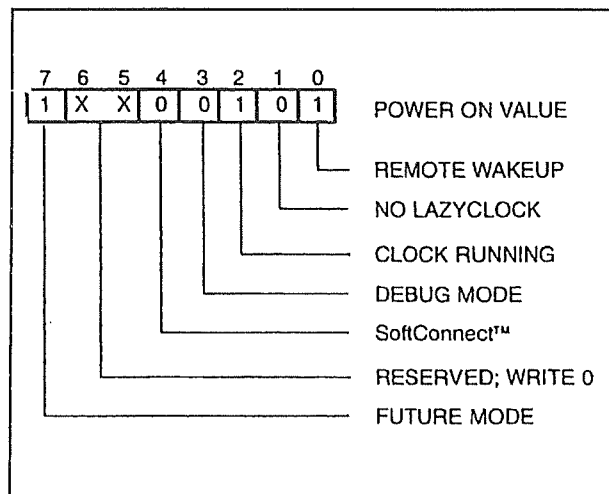 7 6 5 4 3 2 1 0
1 X X 0 0 1 0 1 POWER ON VALUE
REMOTE WAKEUP
NO LAZYCLOCK
CLOCK RUNNING
DEBUG MODE
SoftConnect™
RESERVED; WRITE 0
FUTURE MODE